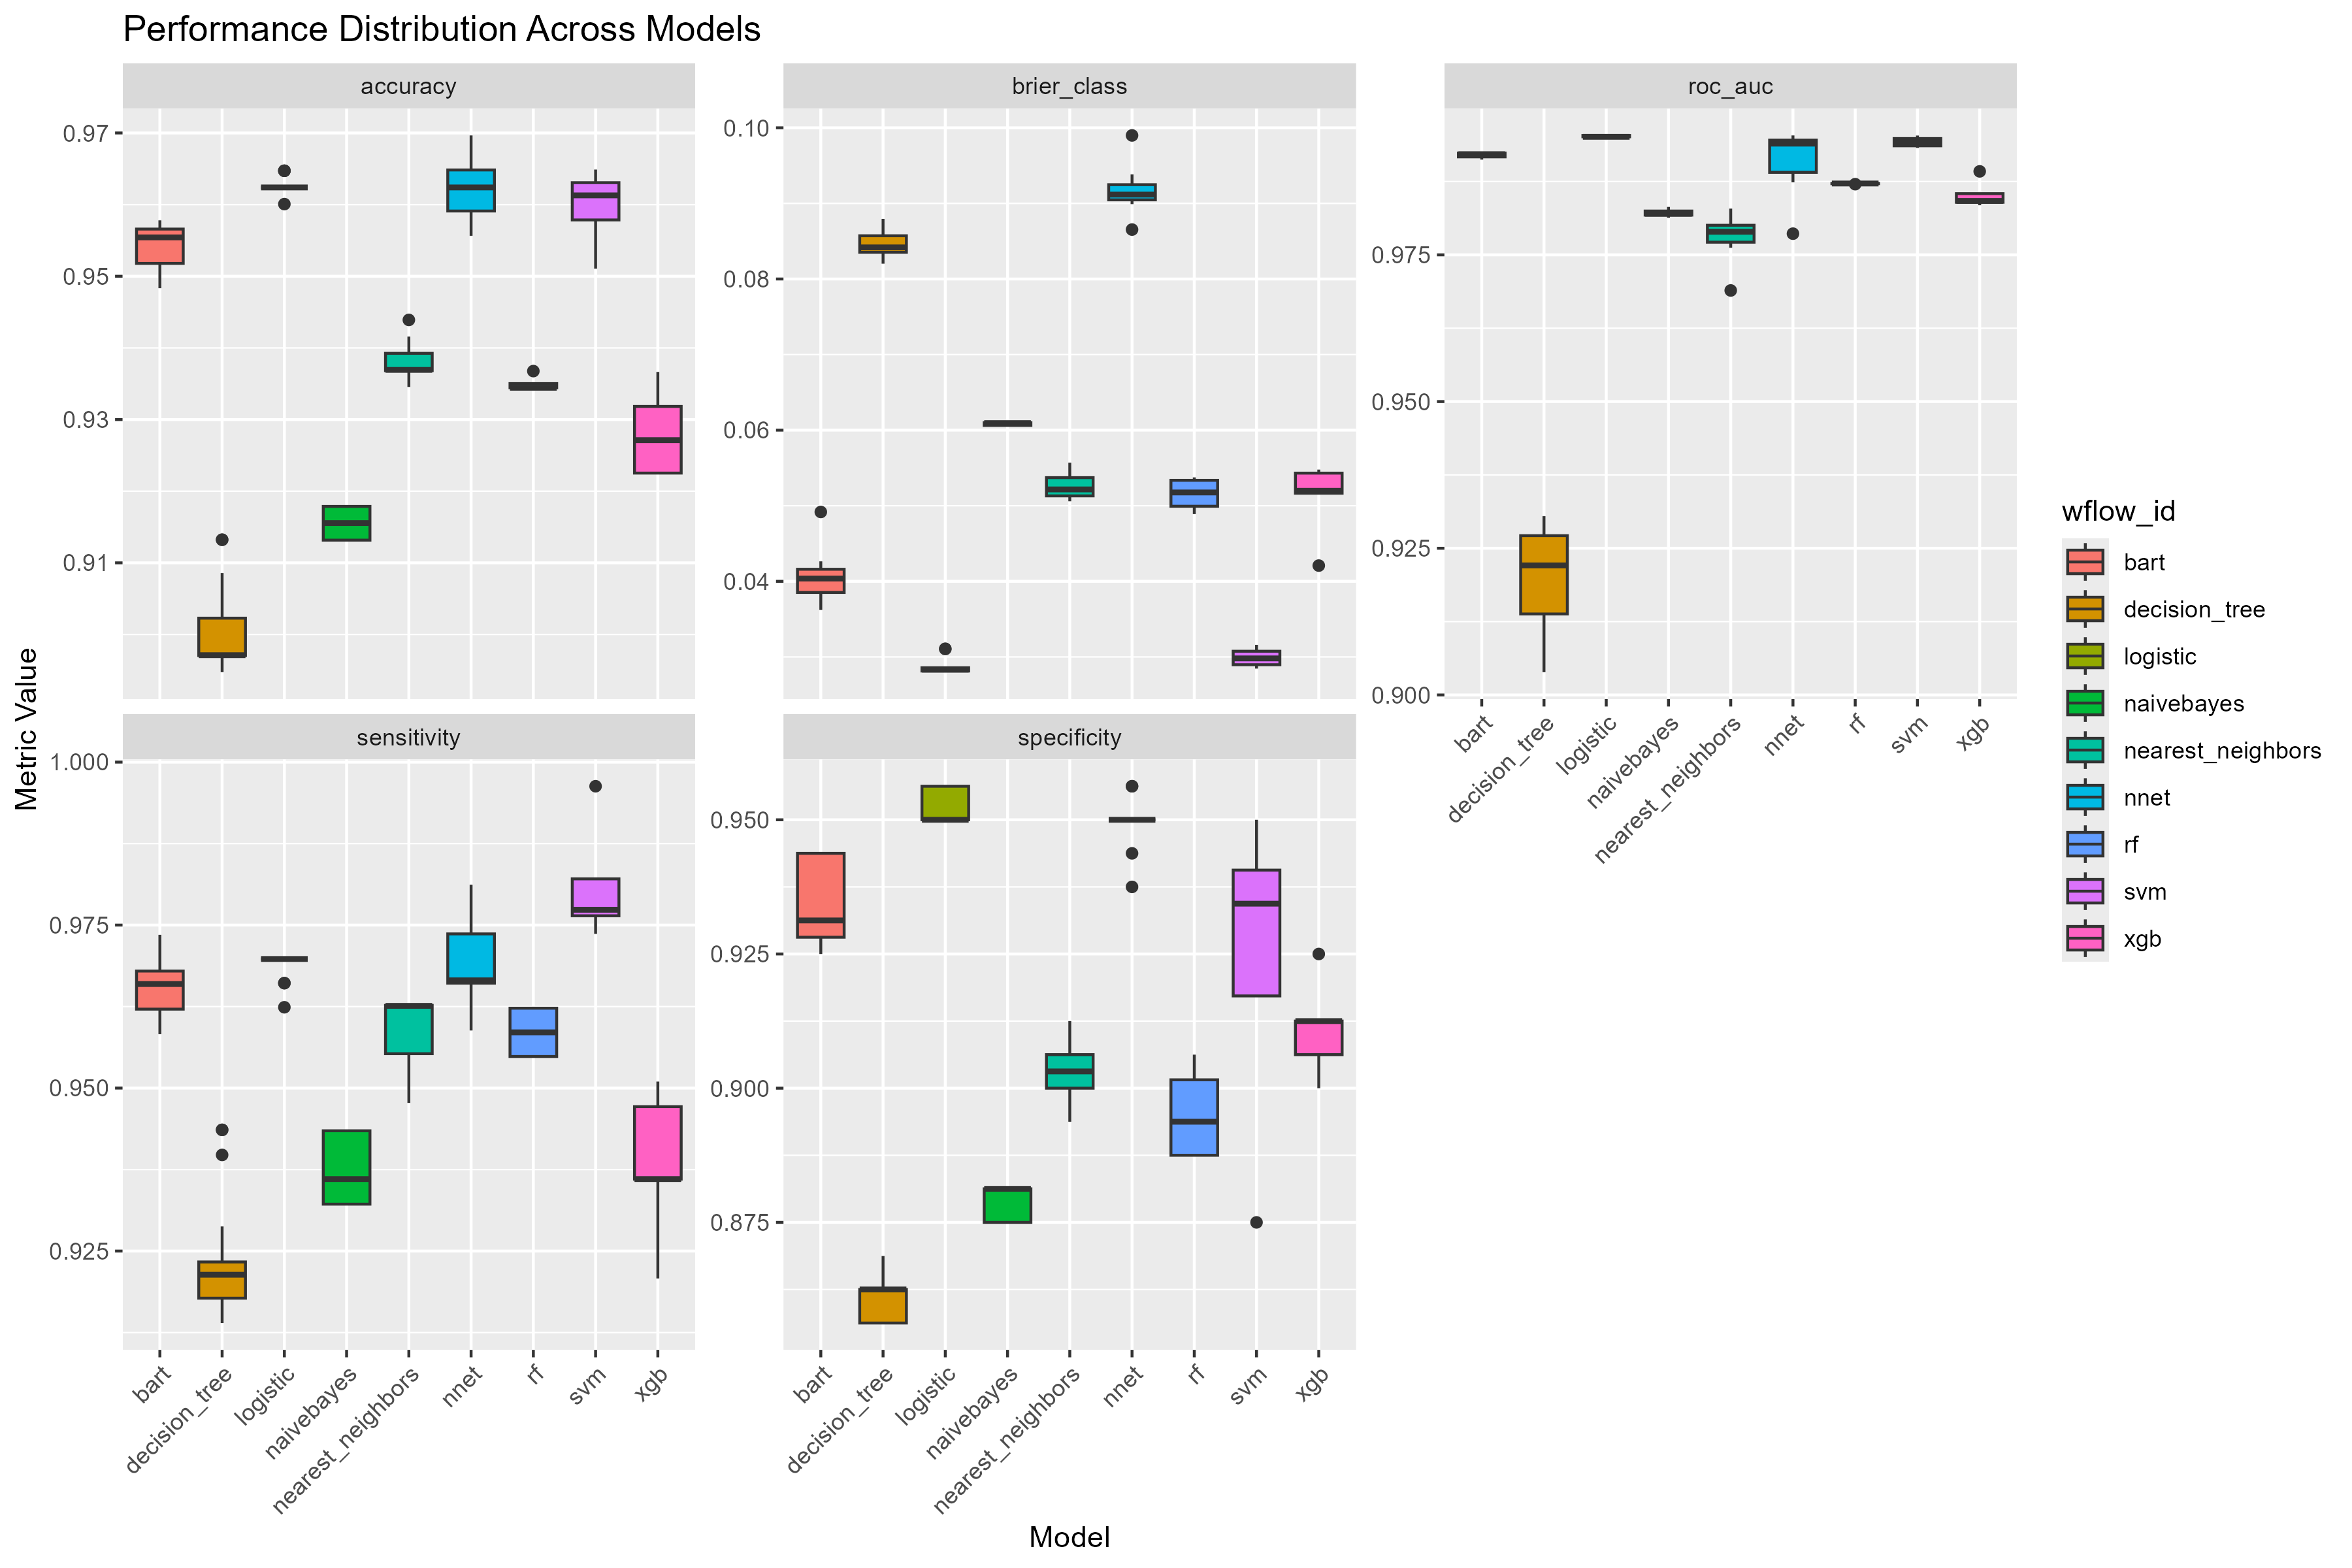 Performance Distribution Across Models
accuracy
brier_class
roc_auc
0.97
0.95
0.93
0.91
0.10
0.08
0.06
0.04
0.975
0.950
0.925
0.900
bart
decision_tree
logistic
naivebayes
nearest_neighbors
nnet
rf
svm
xgb
Metric Value
sensitivity
specificity
1.000
0.975
0.950
0.925
0.950
0.925
0.900
0.875
bart
decision_tree
logistic
naivebayes
nearest_neighbors
nnet
rf
svm
xgb
bart
decision_tree
logistic
naivebayes
nearest_neighbors
nnet
rf
svm
xgb
Model
wflow_id
bart
decision_tree
logistic
naivebayes
nearest_neighbors
nnet
rf
svm
xgb